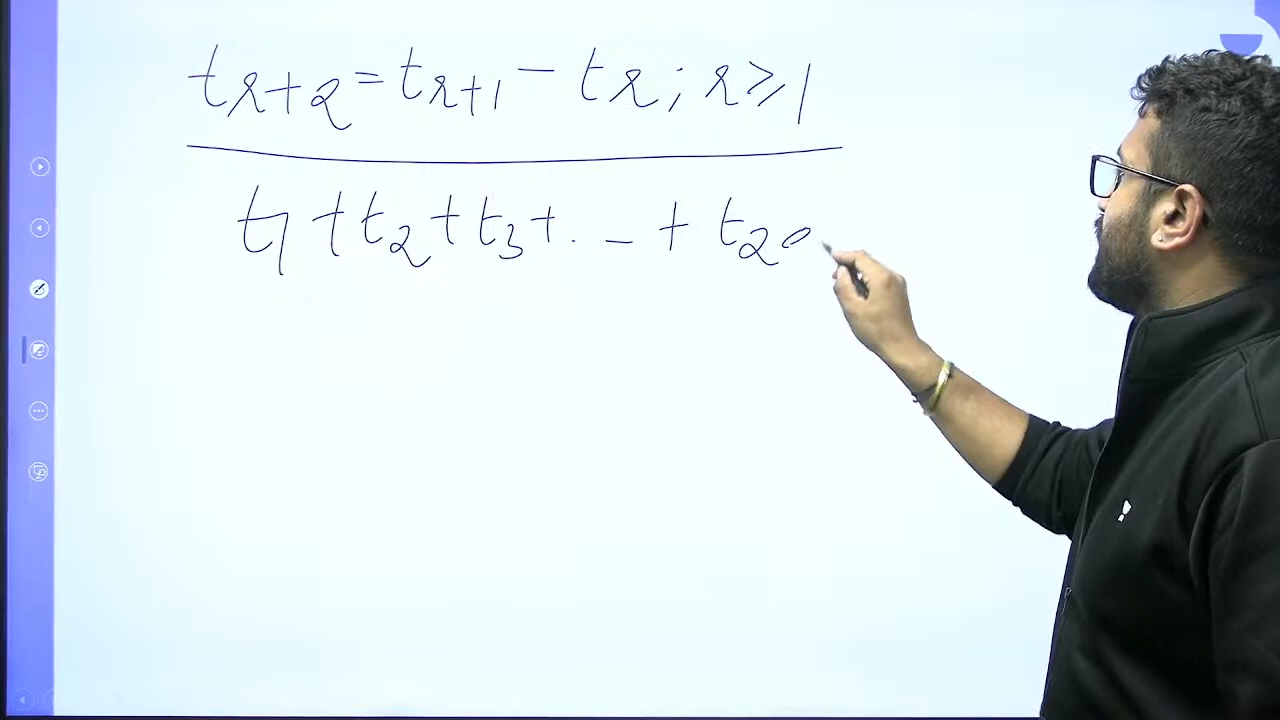 tr+2 = tr+1 - tr ; r ≥ 1
t1 + t2 + t3 + . . _ + t20